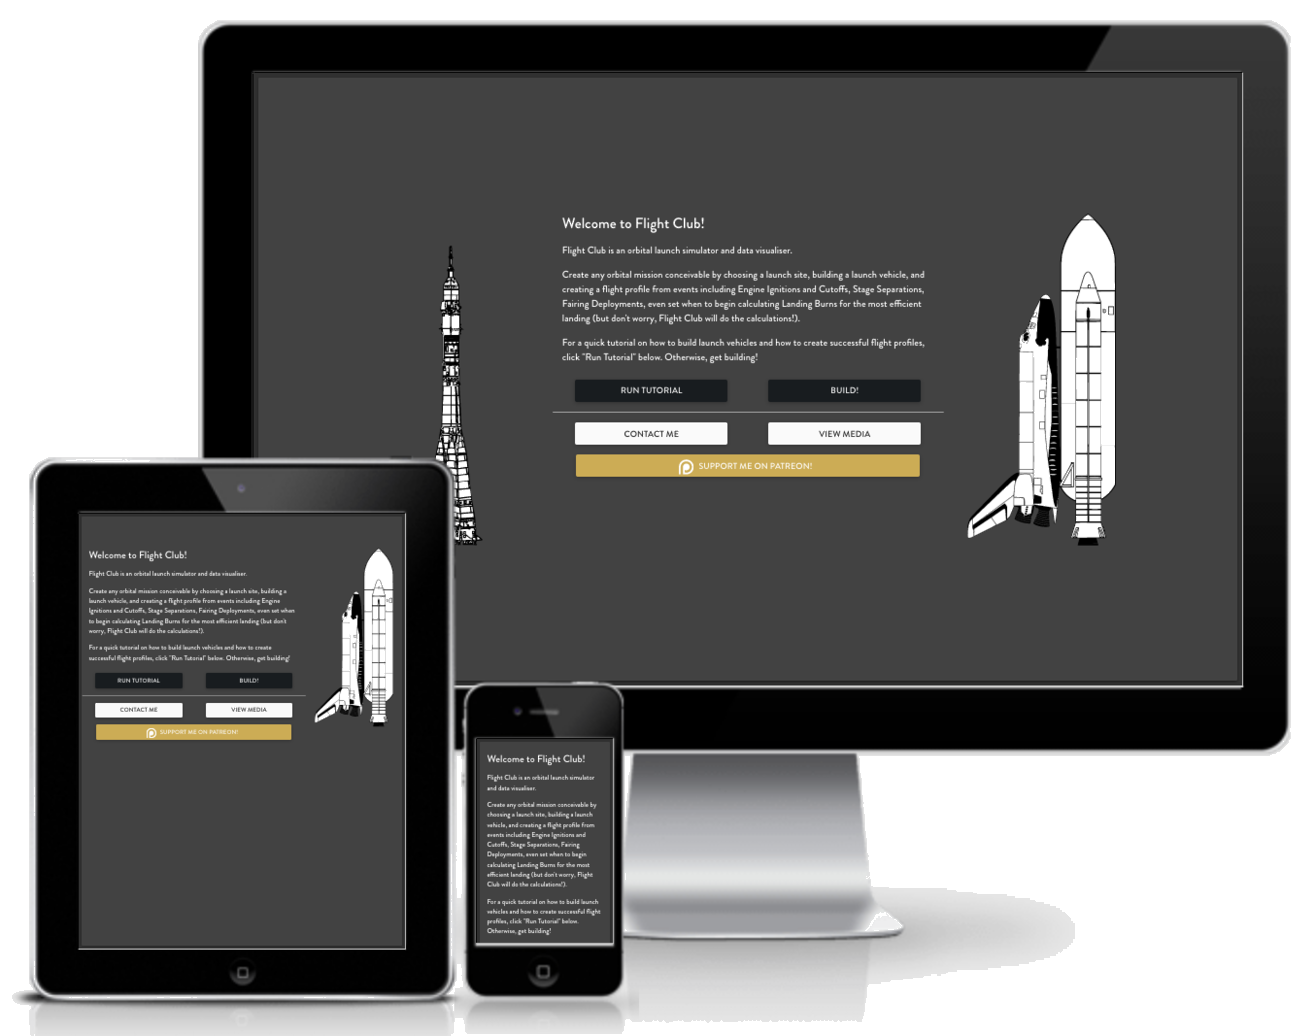 Welcome to Flight Club!
Flight Club is an orbital launch simulator and data visualiser.
Create any orbital mission conceivable by choosing a launch site, building a launch vehicle, and
creating a flight profile from events including Engine Ignitions and Cutoffs, Stage Separations,
Fairing Deployments, even set when to begin calculating Landing Burns for the most efficient
landing (but don't worry, Flight Club will do the calculations!).
For a quick tutorial on how to build launch vehicles and how to create successful flight profiles,
click "Run Tutorial" below. Otherwise, get building!
RUN TUTORIAL
BUILD!
CONTACT ME
VIEW MEDIA
SUPPORT ME ON PATREON!
Welcome to Flight Club!
Flight Club is an orbital launch simulator and data visualiser.
Create any orbital mission conceivable by choosing a launch site, building a
launch vehicle, and creating a flight profile from events including Engine
Ignitions and Cutoffs, Stage Separations, Fairing Deployments, even set when
to begin calculating Landing Burns for the most efficient landing (but don't
worry, Flight Club will do the calculations!).
For a quick tutorial on how to build launch vehicles and how to create
successful flight profiles, click "Run Tutorial" below. Otherwise, get building!
RUN TUTORIAL
BUILD!
CONTACT ME
VIEW MEDIA
SUPPORT ME ON PATREON!
Welcome to Flight Club!
Flight Club is an orbital launch simulator
and data visualiser.
Create any orbital mission conceivable by
choosing a launch site, building a launch
vehicle, and creating a flight profile from
events including Engine Ignitions and
Cutoffs, Stage Separations, Fairing
Deployments, even set when to begin
calculating Landing Burns for the most
efficient landing (but don't worry, Flight
Club will do the calculations!).
For a quick tutorial on how to build launch
vehicles and how to create successful flight
profiles, click "Run Tutorial" below.
Otherwise, get building!